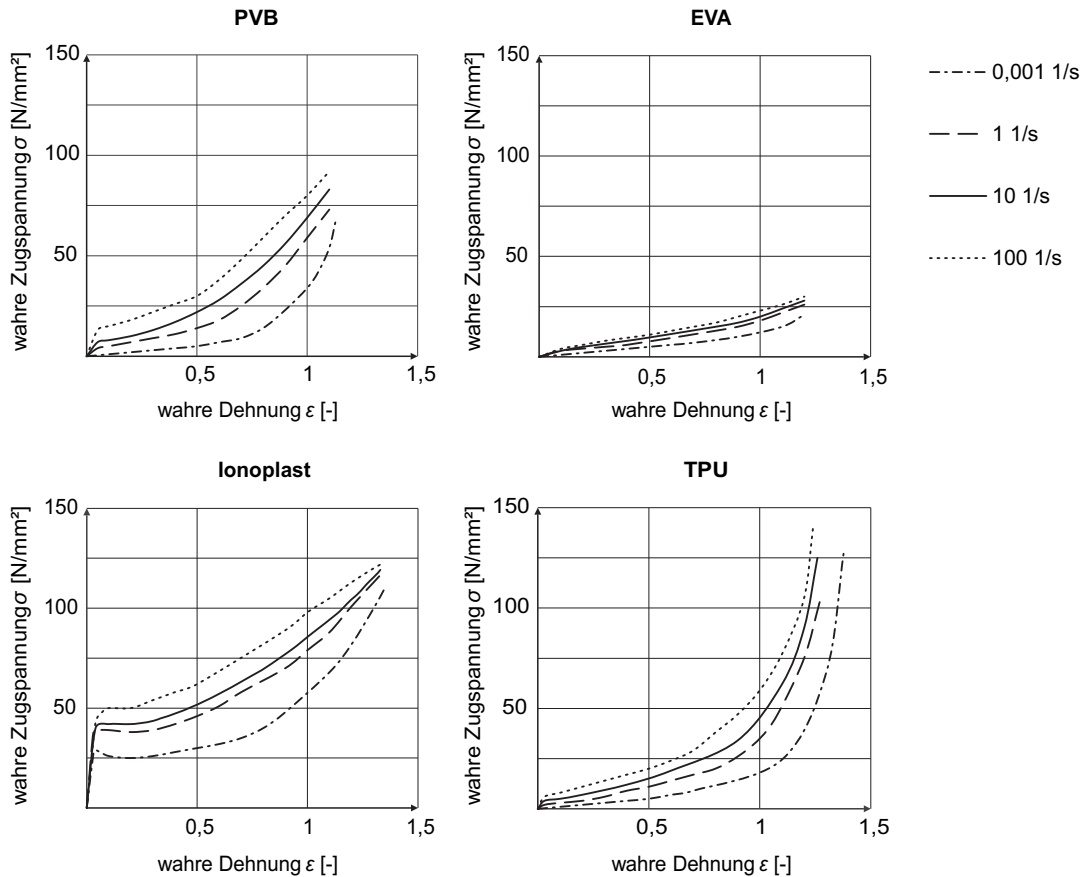 PVB
150
100
50
0,5
1
1,5
wahre Zugspannung σ [N/mm²]
wahre Dehnung ε [-]
EVA
150
100
50
0,5
1
1,5
wahre Zugspannung σ [N/mm²]
wahre Dehnung ε [-]
0,001 1/s
1 1/s
10 1/s
100 1/s
Ionoplast
150
100
50
0,5
1
1,5
wahre Zugspannung σ [N/mm²]
wahre Dehnung ε [-]
TPU
150
100
50
0,5
1
1,5
wahre Zugspannung σ [N/mm²]
wahre Dehnung ε [-]